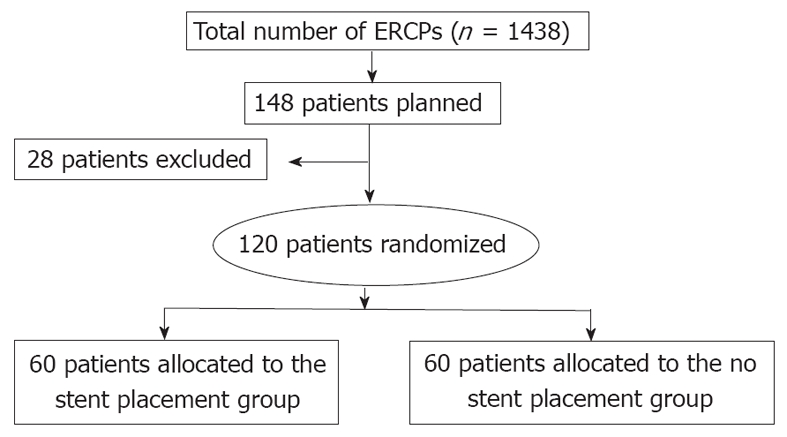 Total number of ERCPs (n = 1438)
148 patients planned
28 patients excluded
120 patients randomized
60 patients allocated to the
stent placement group
60 patients allocated to the no
stent placement group